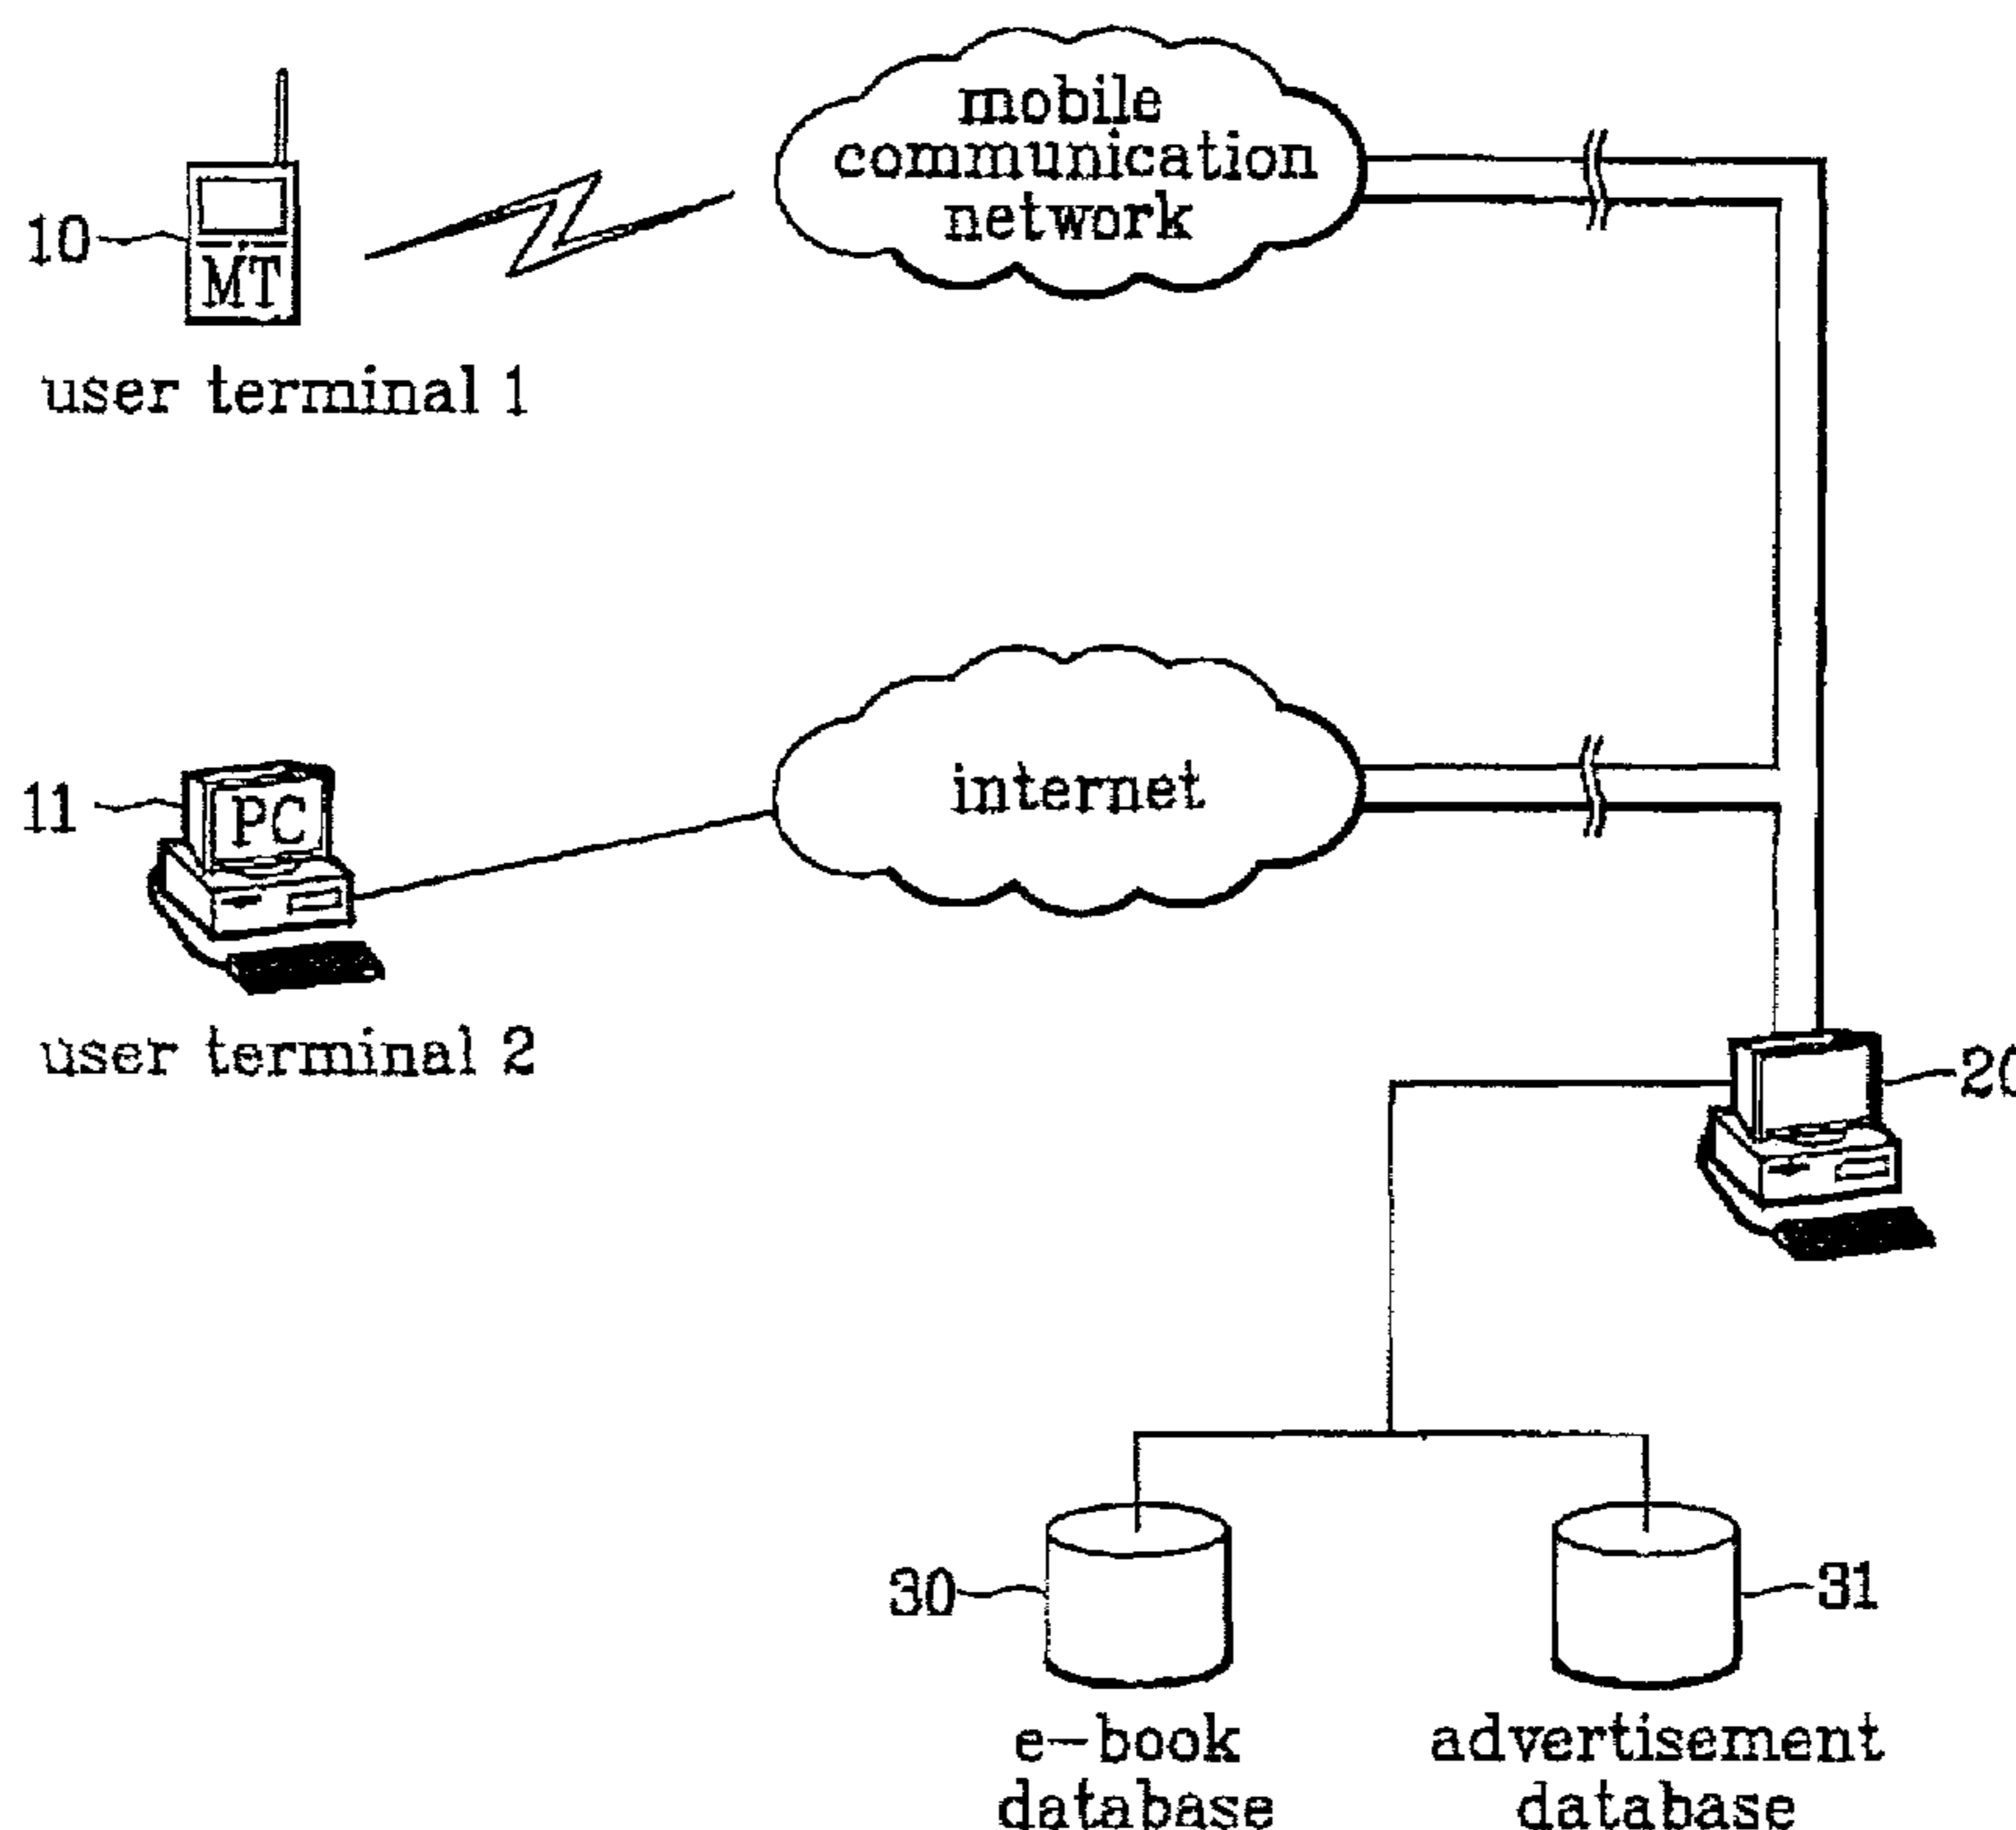 mobile
communication
network
10
MT
user terminal 1
internet
11
PC
user terminal 2
20
30
31
e-book
database
advertisement
database